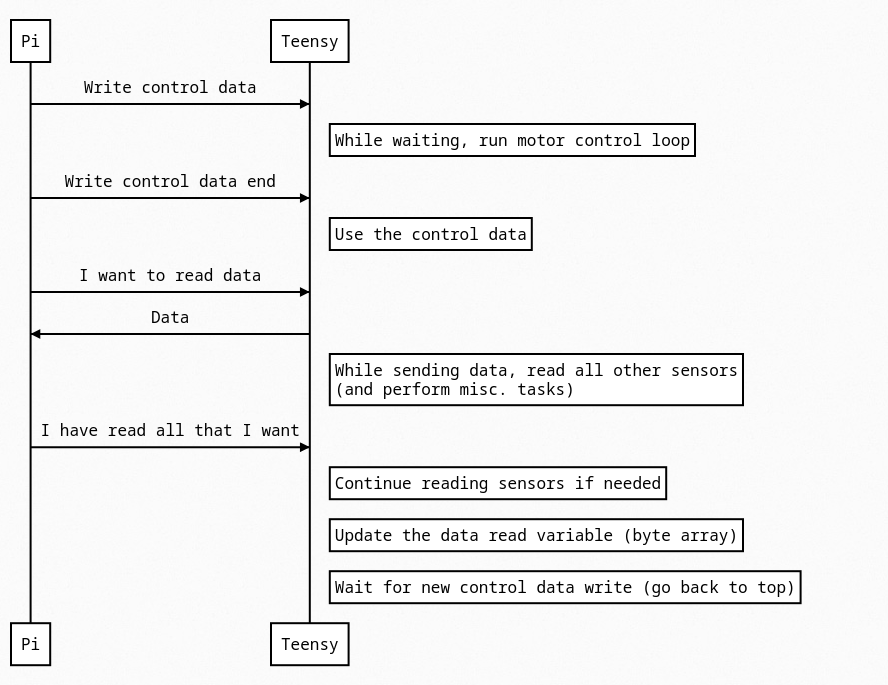 Pi
Teensy
Write control data
While waiting, run motor control loop
Write control data end
Use the control data
I want to read data
Data
While sending data, read all other sensors
(and perform misc. tasks)
I have read all that I want
Continue reading sensors if needed
Update the data read variable (byte array)
Wait for new control data write (go back to top)
Pi
Teensy